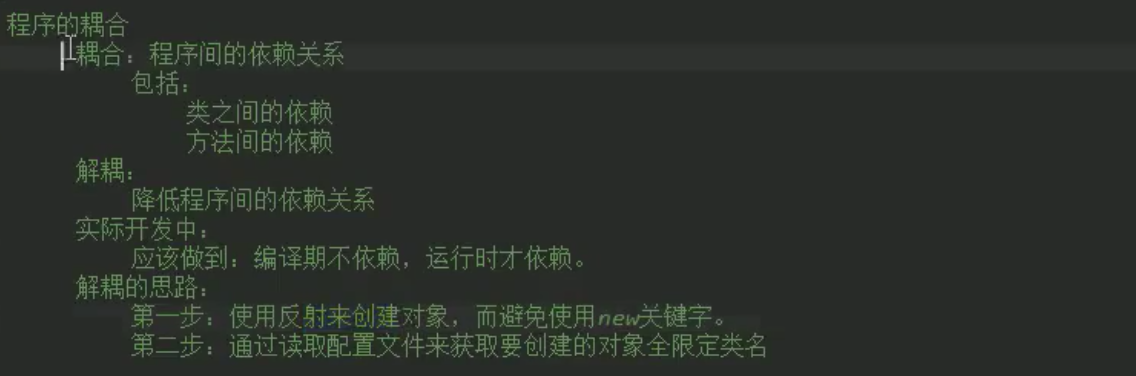 程序的耦合
耦合：程序间的依赖关系
包括：
类之间的依赖
方法间的依赖
解耦：
降低程序间的依赖关系
实际开发中：
应该做到：编译期不依赖，运行时才依赖。
解耦的思路：
第一步：使用反射来创建对象，而避免使用new关键字。
第二步：通过读取配置文件来获取要创建的对象全限定类名